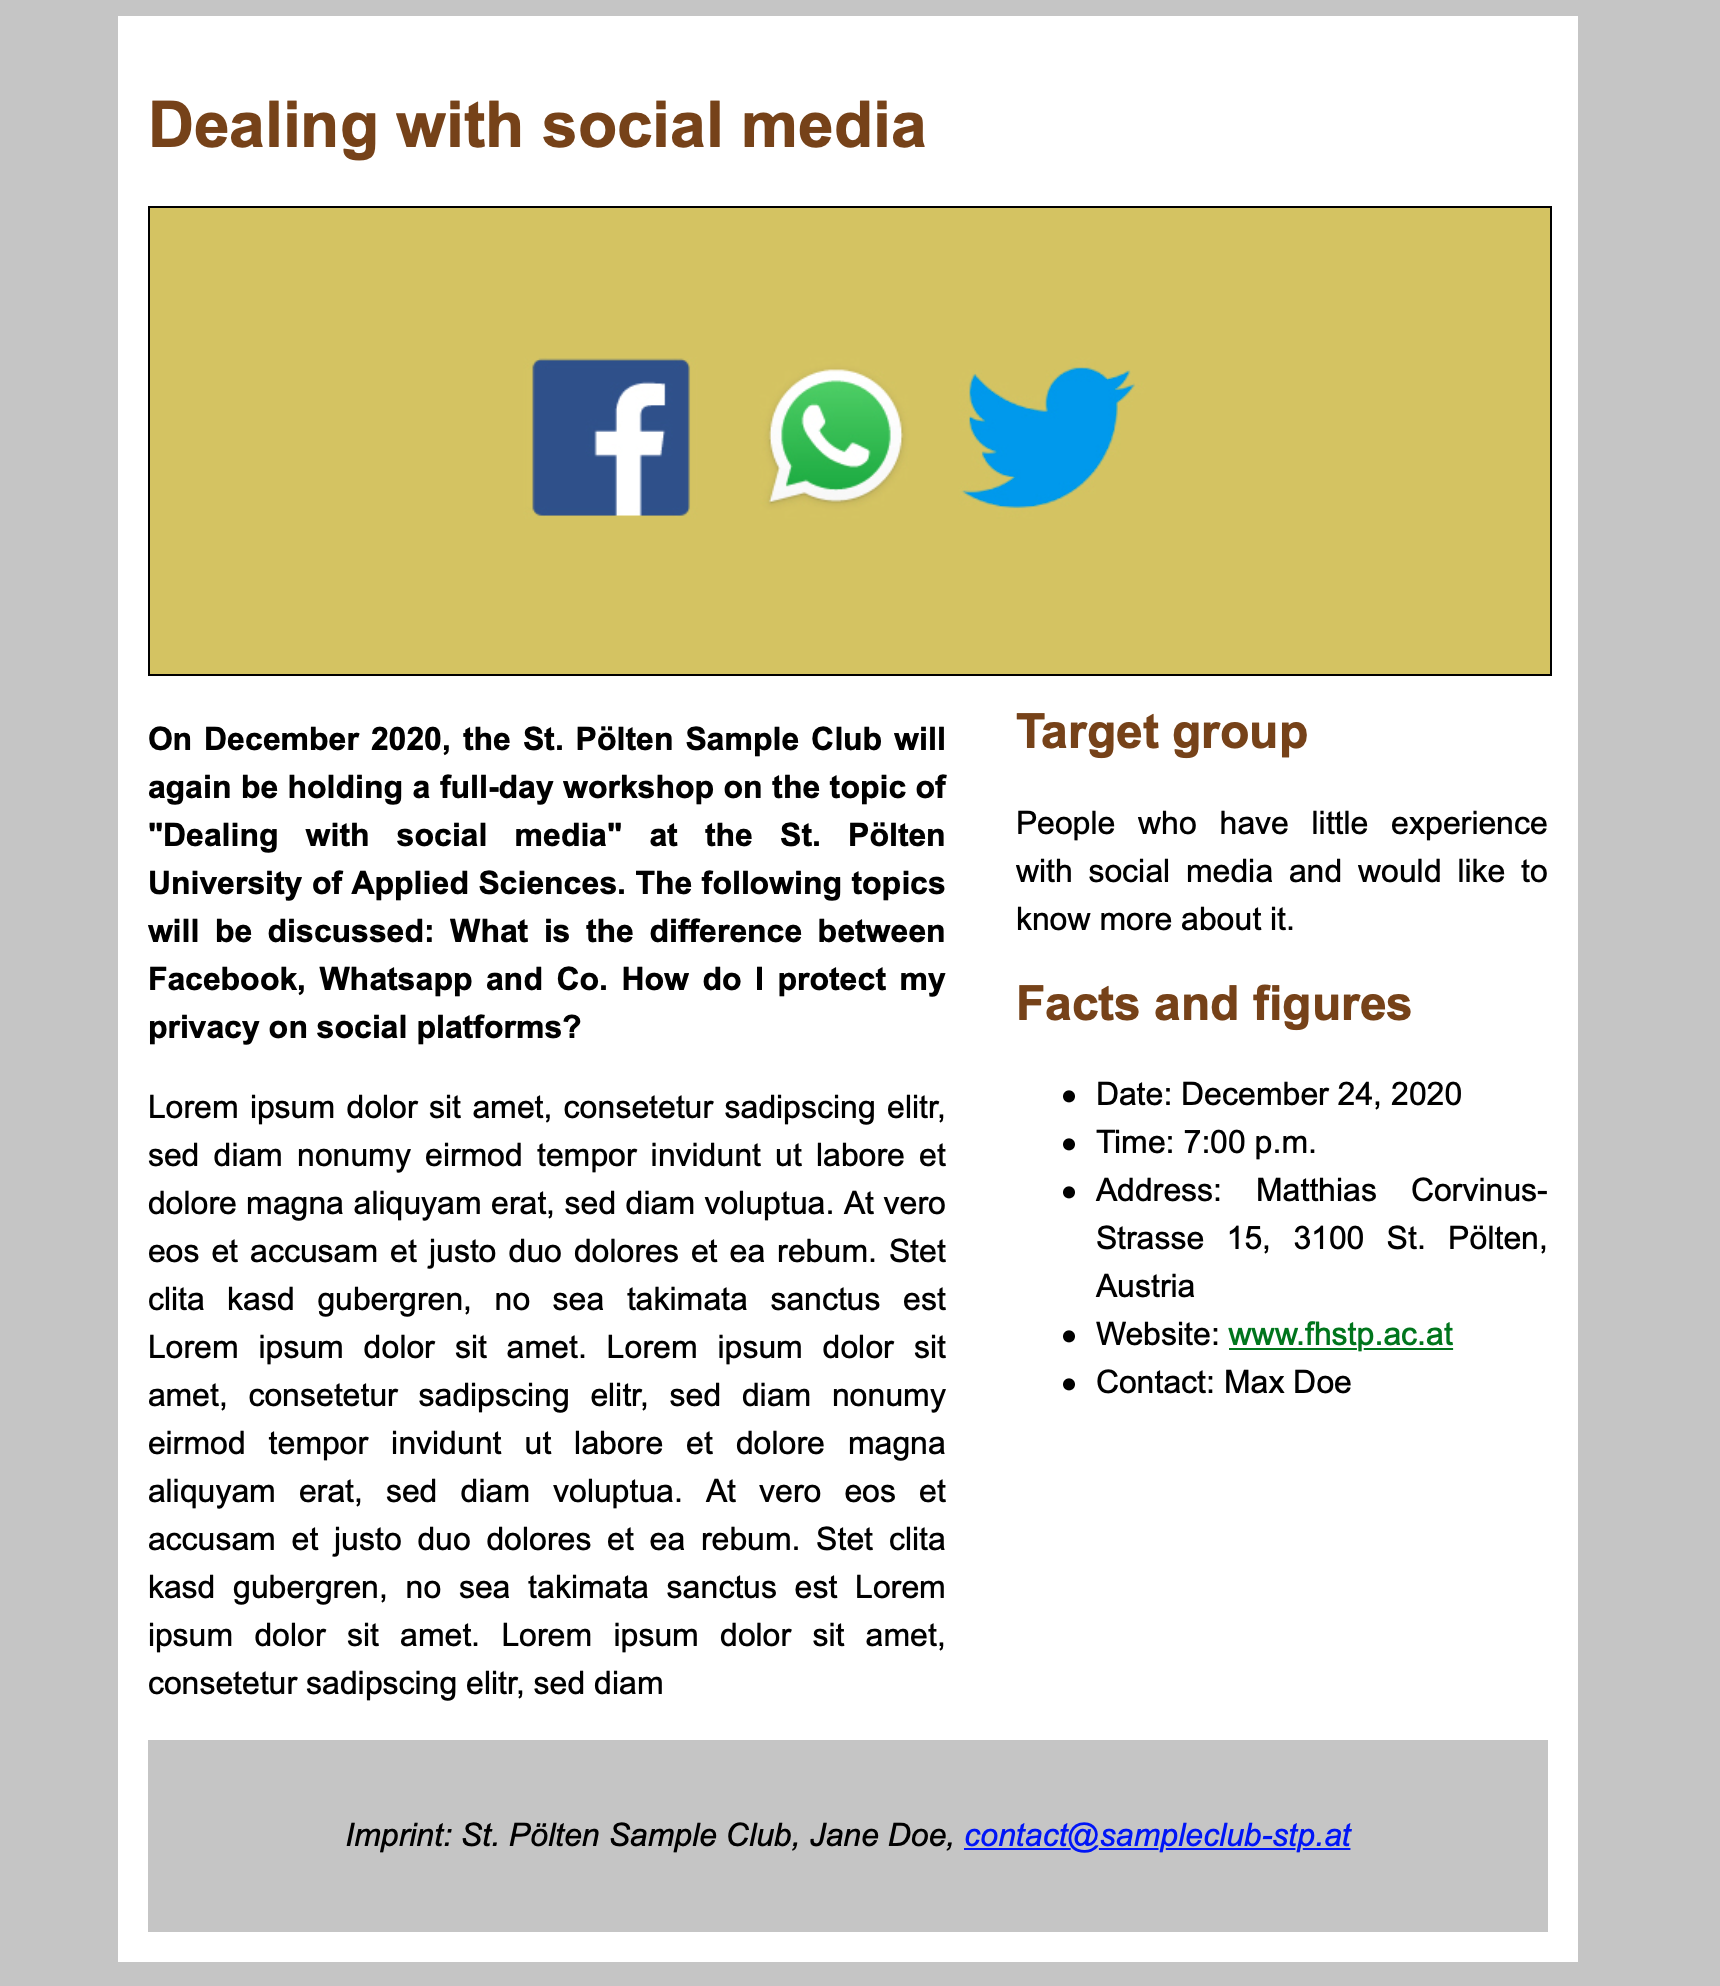 Dealing with social media
On December 2020, the St. Pölten Sample Club will
again be holding a full-day workshop on the topic of
"Dealing with social media" at the St. Pölten
University of Applied Sciences. The following topics
will be discussed: What is the difference between
Facebook, Whatsapp and Co. How do I protect my
privacy on social platforms?
Lorem ipsum dolor sit amet, consetetur sadipscing elitr,
sed diam nonumy eirmod tempor invidunt ut labore et
dolore magna aliquyam erat, sed diam voluptua. At vero
eos et accusam et justo duo dolores et ea rebum. Stet
clita kasd gubergren, no sea takimata sanctus est
Lorem ipsum dolor sit amet. Lorem ipsum dolor sit
amet, consetetur sadipscing elitr, sed diam nonumy
eirmod tempor invidunt ut labore et dolore magna
aliquyam erat, sed diam voluptua. At vero eos et
accusam et justo duo dolores et ea rebum. Stet clita
kasd gubergren, no sea takimata sanctus est Lorem
ipsum dolor sit amet. Lorem ipsum dolor sit amet,
consetetur sadipscing elitr, sed diam
Target group
People who have little experience
with social media and would like to
know more about it.
Facts and figures
Date: December 24, 2020
Time: 7:00 p.m.
Address: Matthias Corvinus-
Strasse 15, 3100 St. Pölten,
Austria
Website: www.fhstp.ac.at
Contact: Max Doe
Imprint: St. Pölten Sample Club, Jane Doe, contact@sampleclub-stp.at